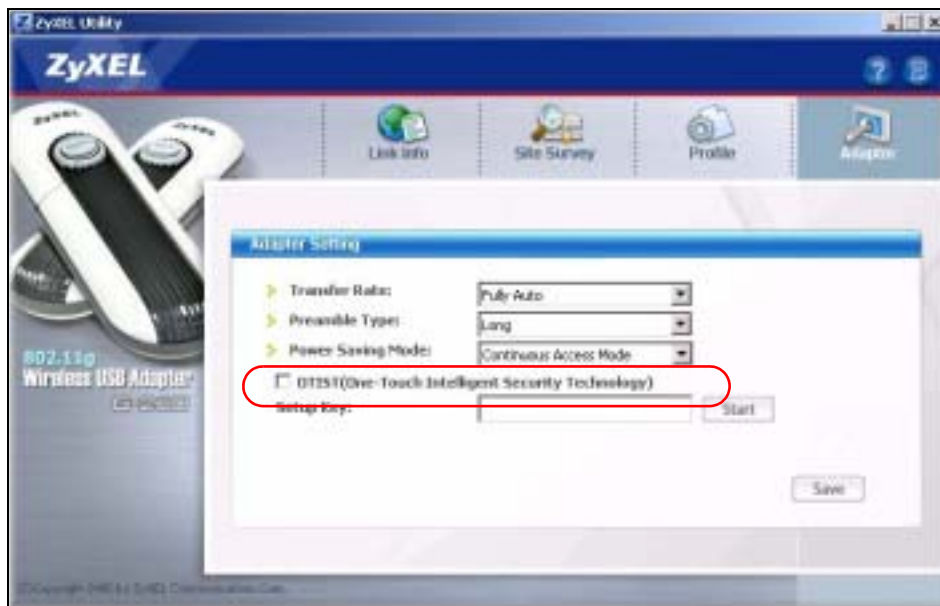 ZyXEL Utility
ZyXEL
ZyXEL
ZyXEL
Link Info
Site Survey
Profile
Adapter
Adapter Setting
Transfer Rate: Fully Auto
Preamble Type: Long
Power Saving Mode: Continuous Access Mode
OTIST(One-Touch Intelligent Security Technology)
Setup Key: Start
802.11g
Wireless USB Adapter
Save